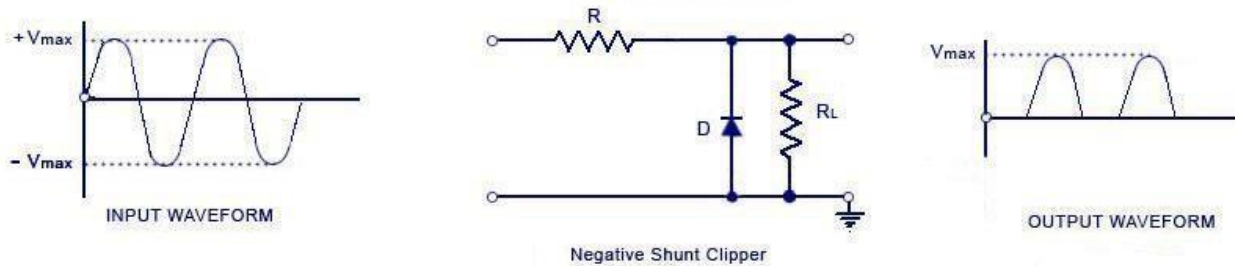 + Vmax
- Vmax
INPUT WAVEFORM
R
D
RL
Negative Shunt Clipper
Vmax
OUTPUT WAVEFORM